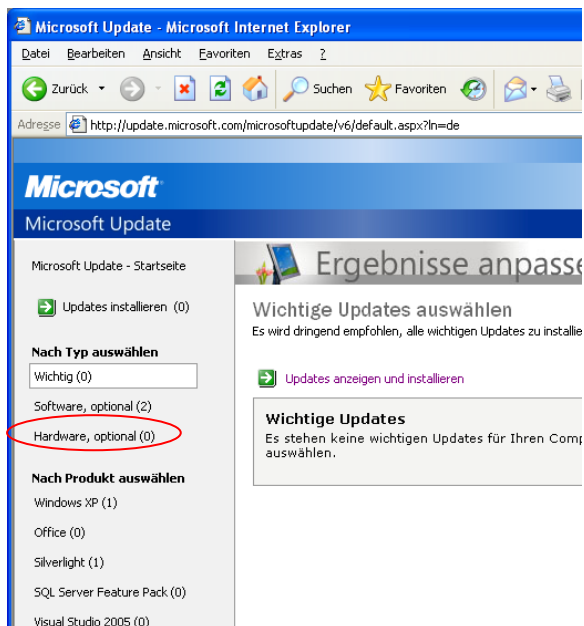 Microsoft Update - Microsoft Internet Explorer
Datei Bearbeiten Ansicht Favoriten Extras ?
Zurück Suchen Favoriten
Adresse http://update.microsoft.com/microsoftupdate/v6/default.aspx?ln=de
Microsoft
Microsoft Update
Microsoft Update - Startseite
Ergebnisse anpasse
Updates installieren (0)
Wichtige Updates auswählen
Es wird dringend empfohlen, alle wichtigen Updates zu installie
Nach Typ auswählen
Wichtig (0)
Updates anzeigen und installieren
Software, optional (2)
Wichtige Updates
Hardware, optional (0)
Es stehen keine wichtigen Updates für Ihren Comp
auswählen.
Nach Produkt auswählen
Windows XP (1)
Office (0)
Silverlight (1)
SQL Server Feature Pack (0)
Visual Studio 2005 (0)